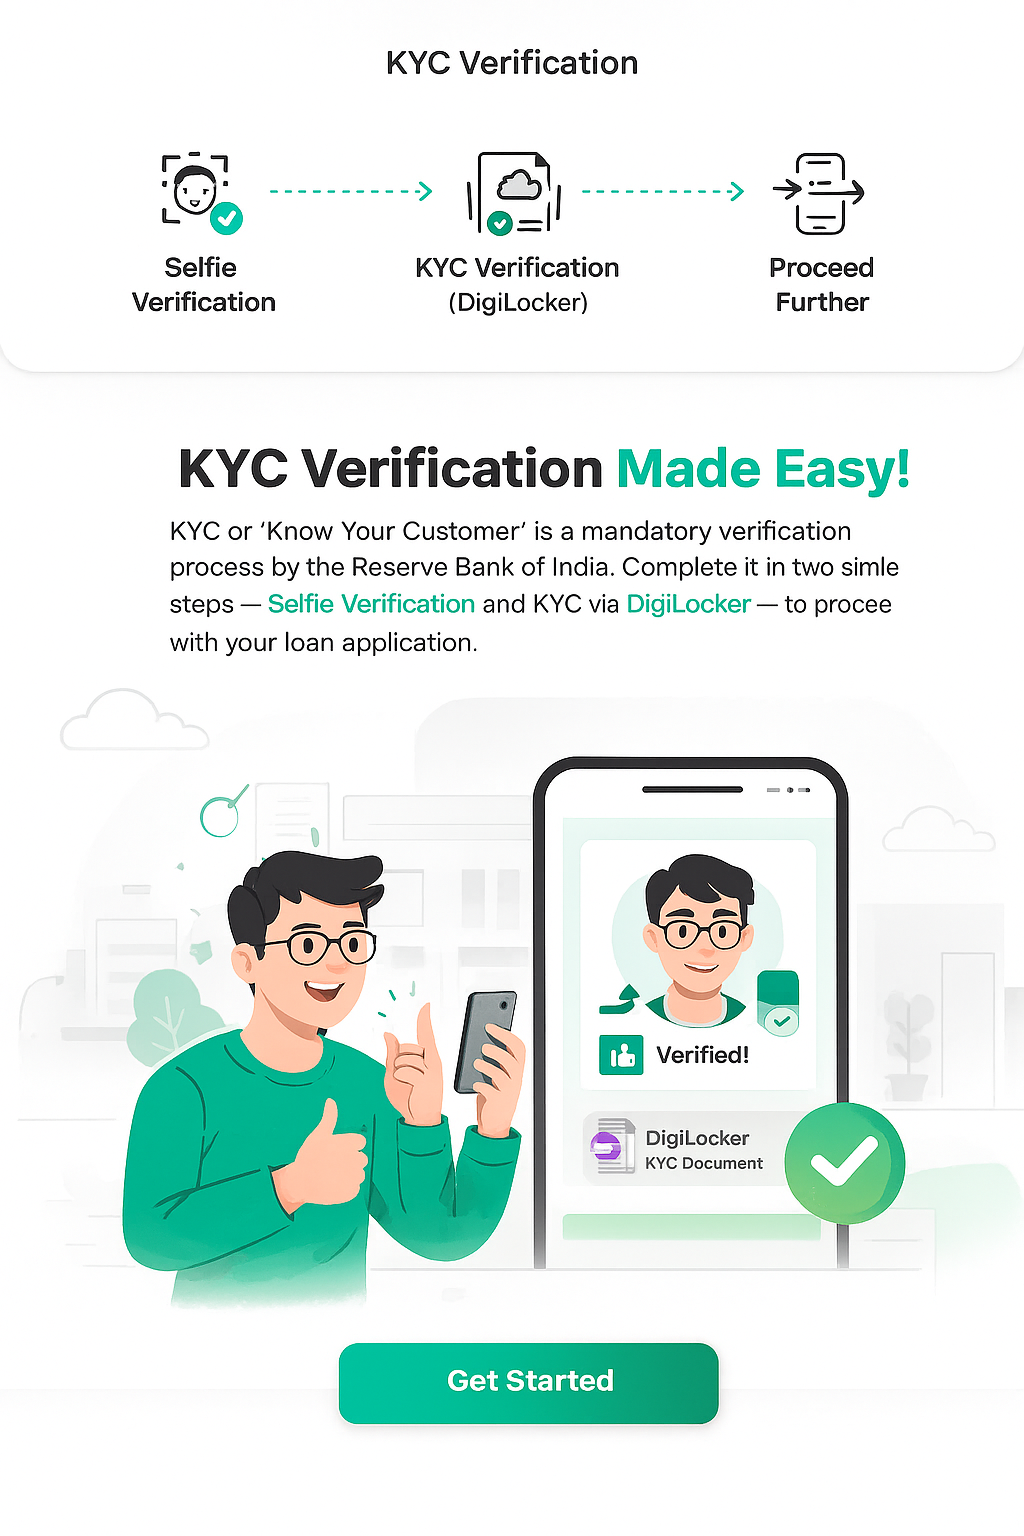 KYC Verification
Selfie
Verification
KYC Verification
(DigiLocker)
Proceed
Further
KYC Verification Made Easy!
KYC or ‘Know Your Customer’ is a mandatory verification
process by the Reserve Bank of India. Complete it in two simle
steps — Selfie Verification and KYC via DigiLocker — to procee
with your loan application.
Verified!
DigiLocker
KYC Document
Get Started